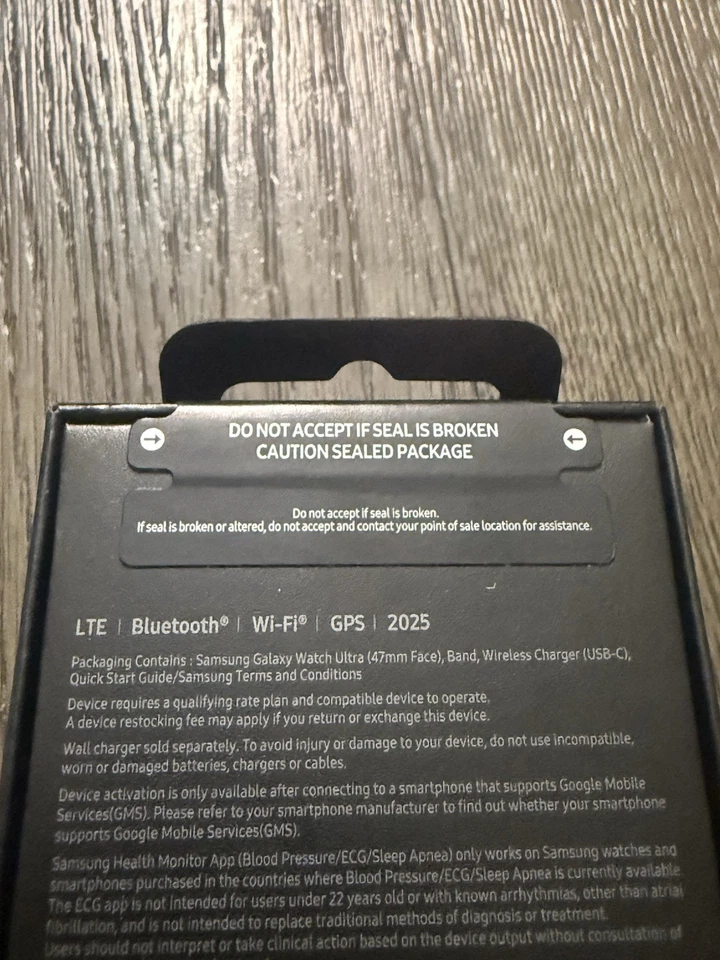 DO NOT ACCEPT IF SEAL IS BROKEN
CAUTION SEALED PACKAGE
Do not accept if seal is broken.
If seal is broken or altered, do not accept and contact your point of sale location for assistance.
LTE | Bluetooth® | Wi-Fi® | GPS | 2025
Packaging Contains : Samsung Galaxy Watch Ultra (47mm Face), Band, Wireless Charger (USB-C),
Quick Start Guide/Samsung Terms and Conditions
Device requires a qualifying rate plan and compatible device to operate.
A device restocking fee may apply if you return or exchange this device.
Wall charger sold separately. To avoid injury or damage to your device, do not use incompatible,
worn or damaged batteries, chargers or cables.
Device activation is only available after connecting to a smartphone that supports Google Mobile
Services(GMS). Please refer to your smartphone manufacturer to find out whether your smartphone
supports Google Mobile Services(GMS).
Samsung Health Monitor App (Blood Pressure/ECG/Sleep Apnea) only works on Samsung watches and
smartphones purchased in the countries where Blood Pressure/ECG/Sleep Apnea is currently available.
The ECG app is not intended for users under 22 years old or with known arrhythmias, other than atrial
fibrillation, and is not intended to replace traditional methods of diagnosis or treatment.
Users should not interpret or take clinical action based on the device output without consultation of